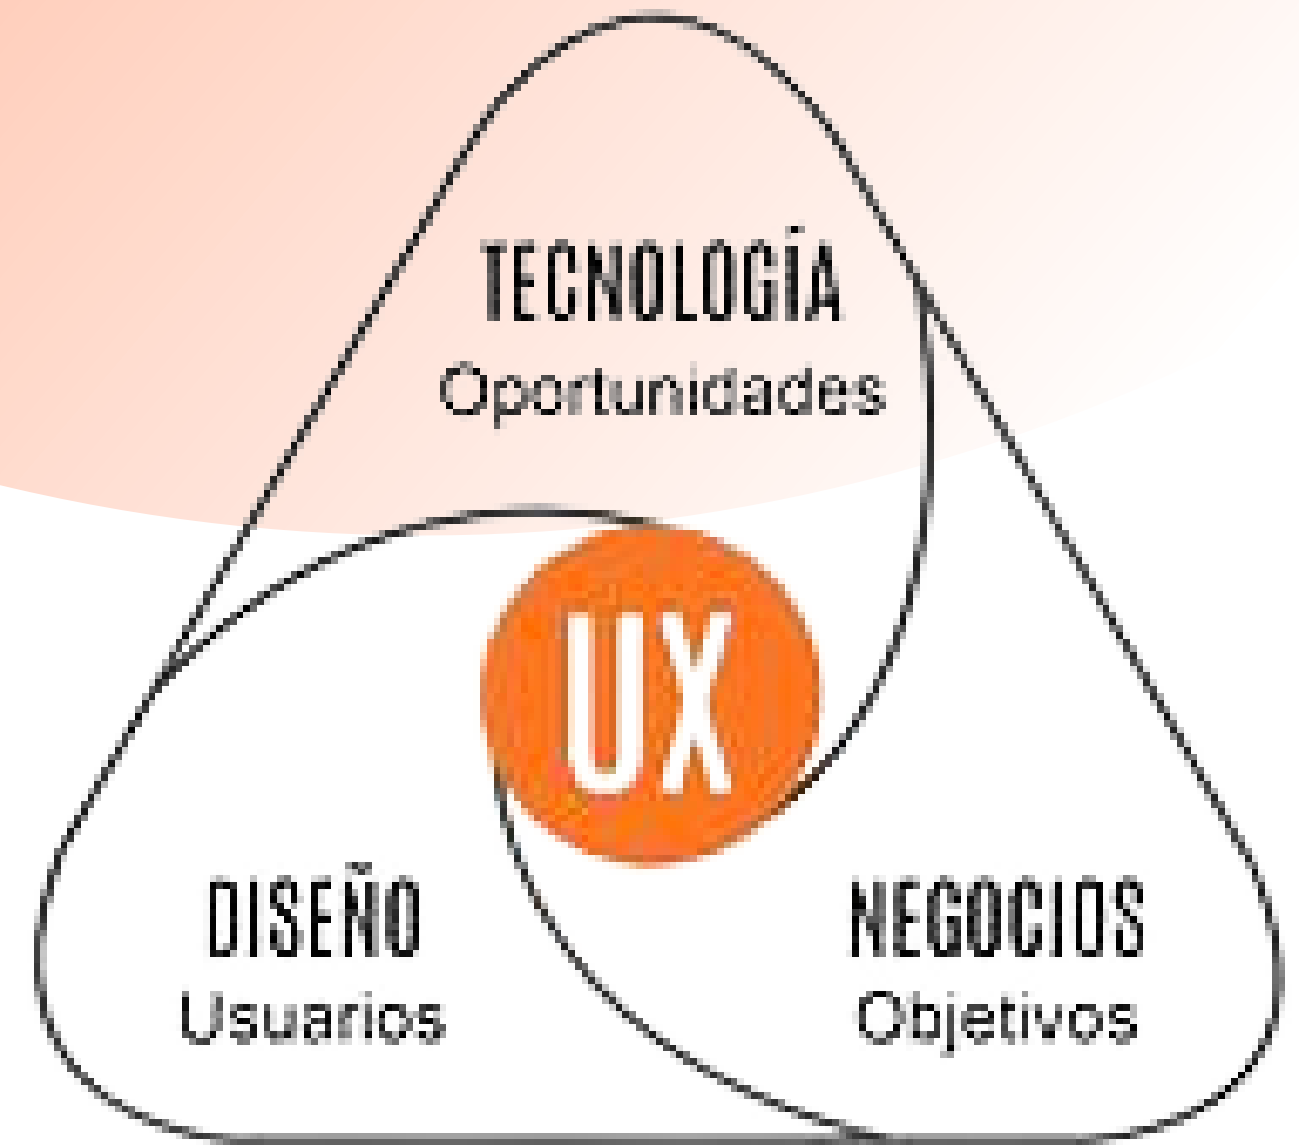 TECNOLOGÍA
Oportunidades
UX
DISEÑO
Usuarios
NEGOCIOS
Objetivos